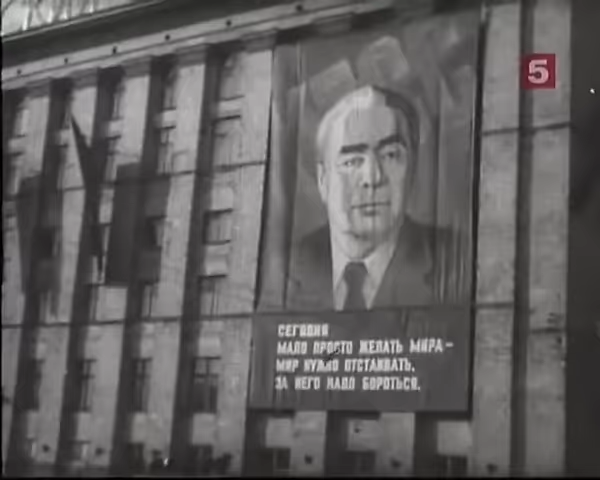 5
СЕГОДНЯ
МАЛО ПРОСТО ЖЕЛАТЬ МИРА—
МИР НУЖНО ОТСТАИВАТЬ,
ЗА НЕГО НАДО БОРОТЬСЯ.